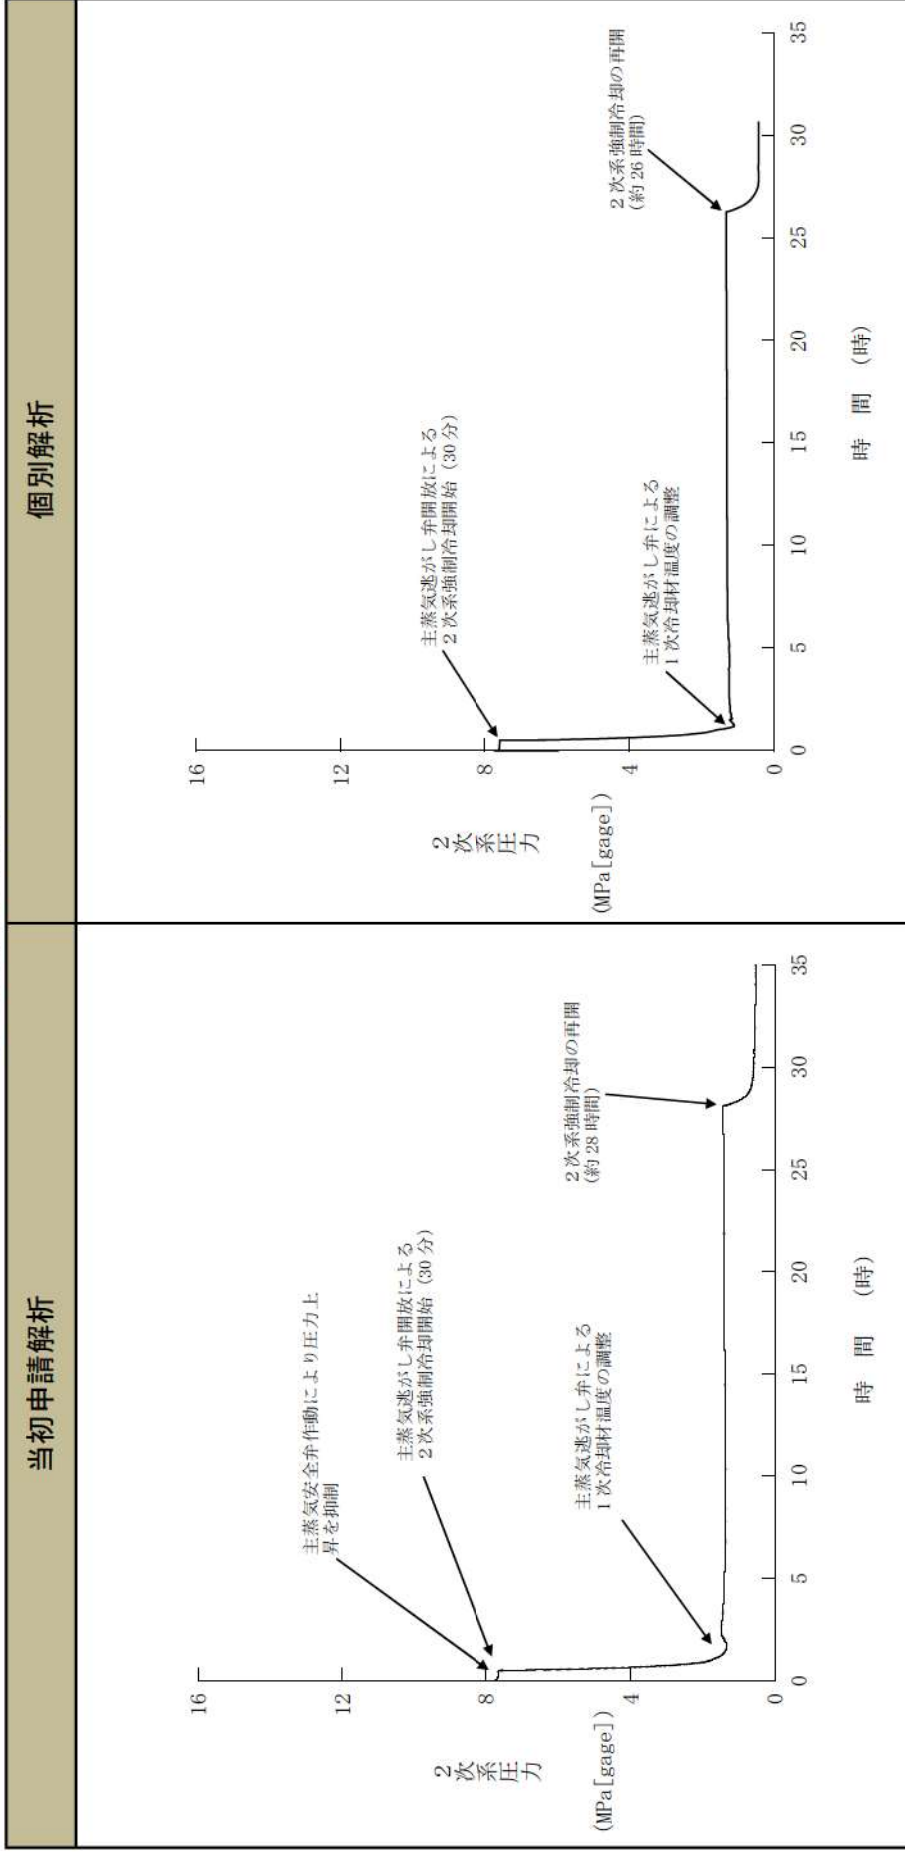 当初申請解析
2次系圧力
(MPa[gage])
16
12
8
4
0
主蒸気安全弁作動により圧力上
昇を抑制
主蒸気逃がし弁開放による
2次系強制冷却開始（30分）
主蒸気逃がし弁による
1次冷却材温度の調整
2次系強制冷却の再開
(約28時間)
0
5
10
15
20
25
30
35
時　間　（時）
個別解析
2次系圧力
(MPa[gage])
16
12
8
4
0
主蒸気逃がし弁開放による
2次系強制冷却開始（30分）
主蒸気逃がし弁による
1次冷却材温度の調整
2次系強制冷却の再開
(約26時間)
0
5
10
15
20
25
30
35
時　間　（時）